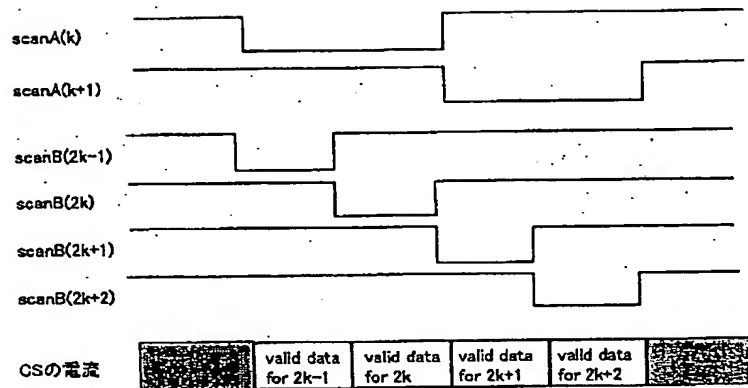 scanA(k)
scanA(k+1)
scanB(2k-1)
scanB(2k)
scanB(2k+1)
scanB(2k+2)
CSの電流
valid data
for 2k-1
valid data
for 2k
valid data
for 2k+1
valid data
for 2k+2